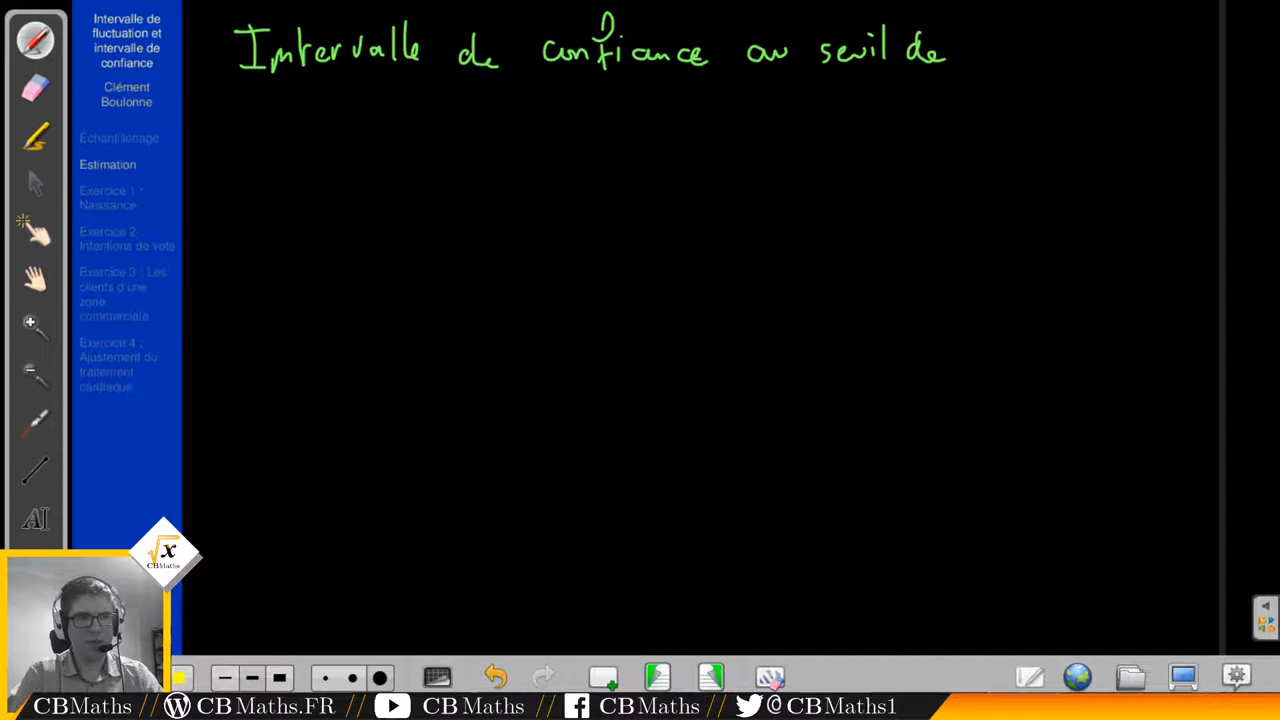 Intervalle de
fluctuation et
intervalle de
confiance
Clément
Boulonne
Échantillonage
Estimation
Exercice 1 :
Naissance
Exercice 2 :
Intentions de vote
Exercice 3 : Les
clients d'une
zone
commerciale
Exercice 4 :
Ajustement du
traitement
cardiaque
Intervalle de confiance au seuil de
AI
√x
CBMaths
CBMaths // CBMaths.FR // CBMaths // CBMaths // @CBMaths1